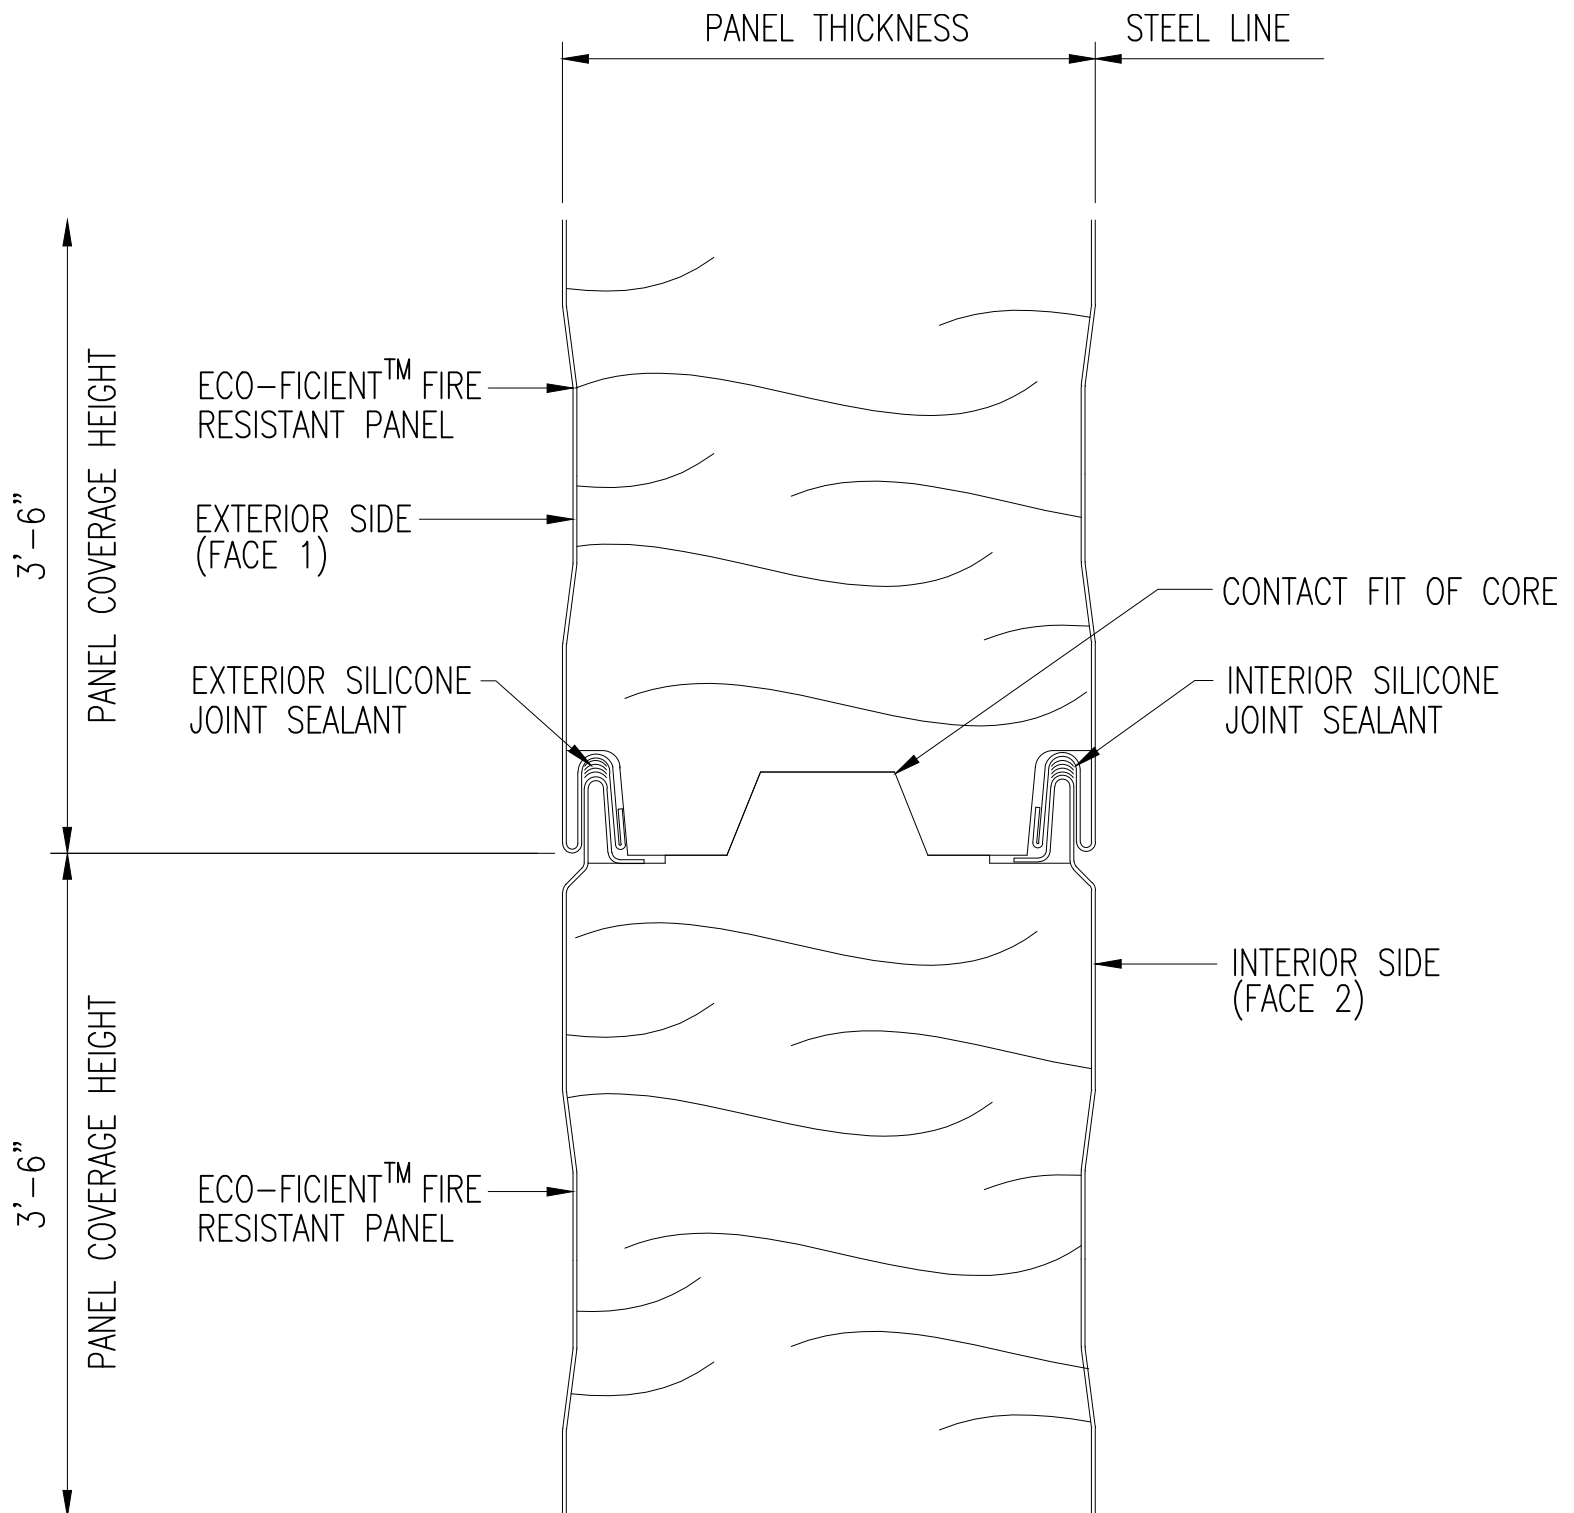 PANEL THICKNESS
STEEL LINE
ECO-FICIENT™ FIRE
RESISTANT PANEL
EXTERIOR SIDE
(FACE 1)
PANEL COVERAGE HEIGHT
3'-6"
CONTACT FIT OF CORE
EXTERIOR SILICONE
JOINT SEALANT
INTERIOR SILICONE
JOINT SEALANT
INTERIOR SIDE
(FACE 2)
PANEL COVERAGE HEIGHT
3'-6"
ECO-FICIENT™ FIRE
RESISTANT PANEL